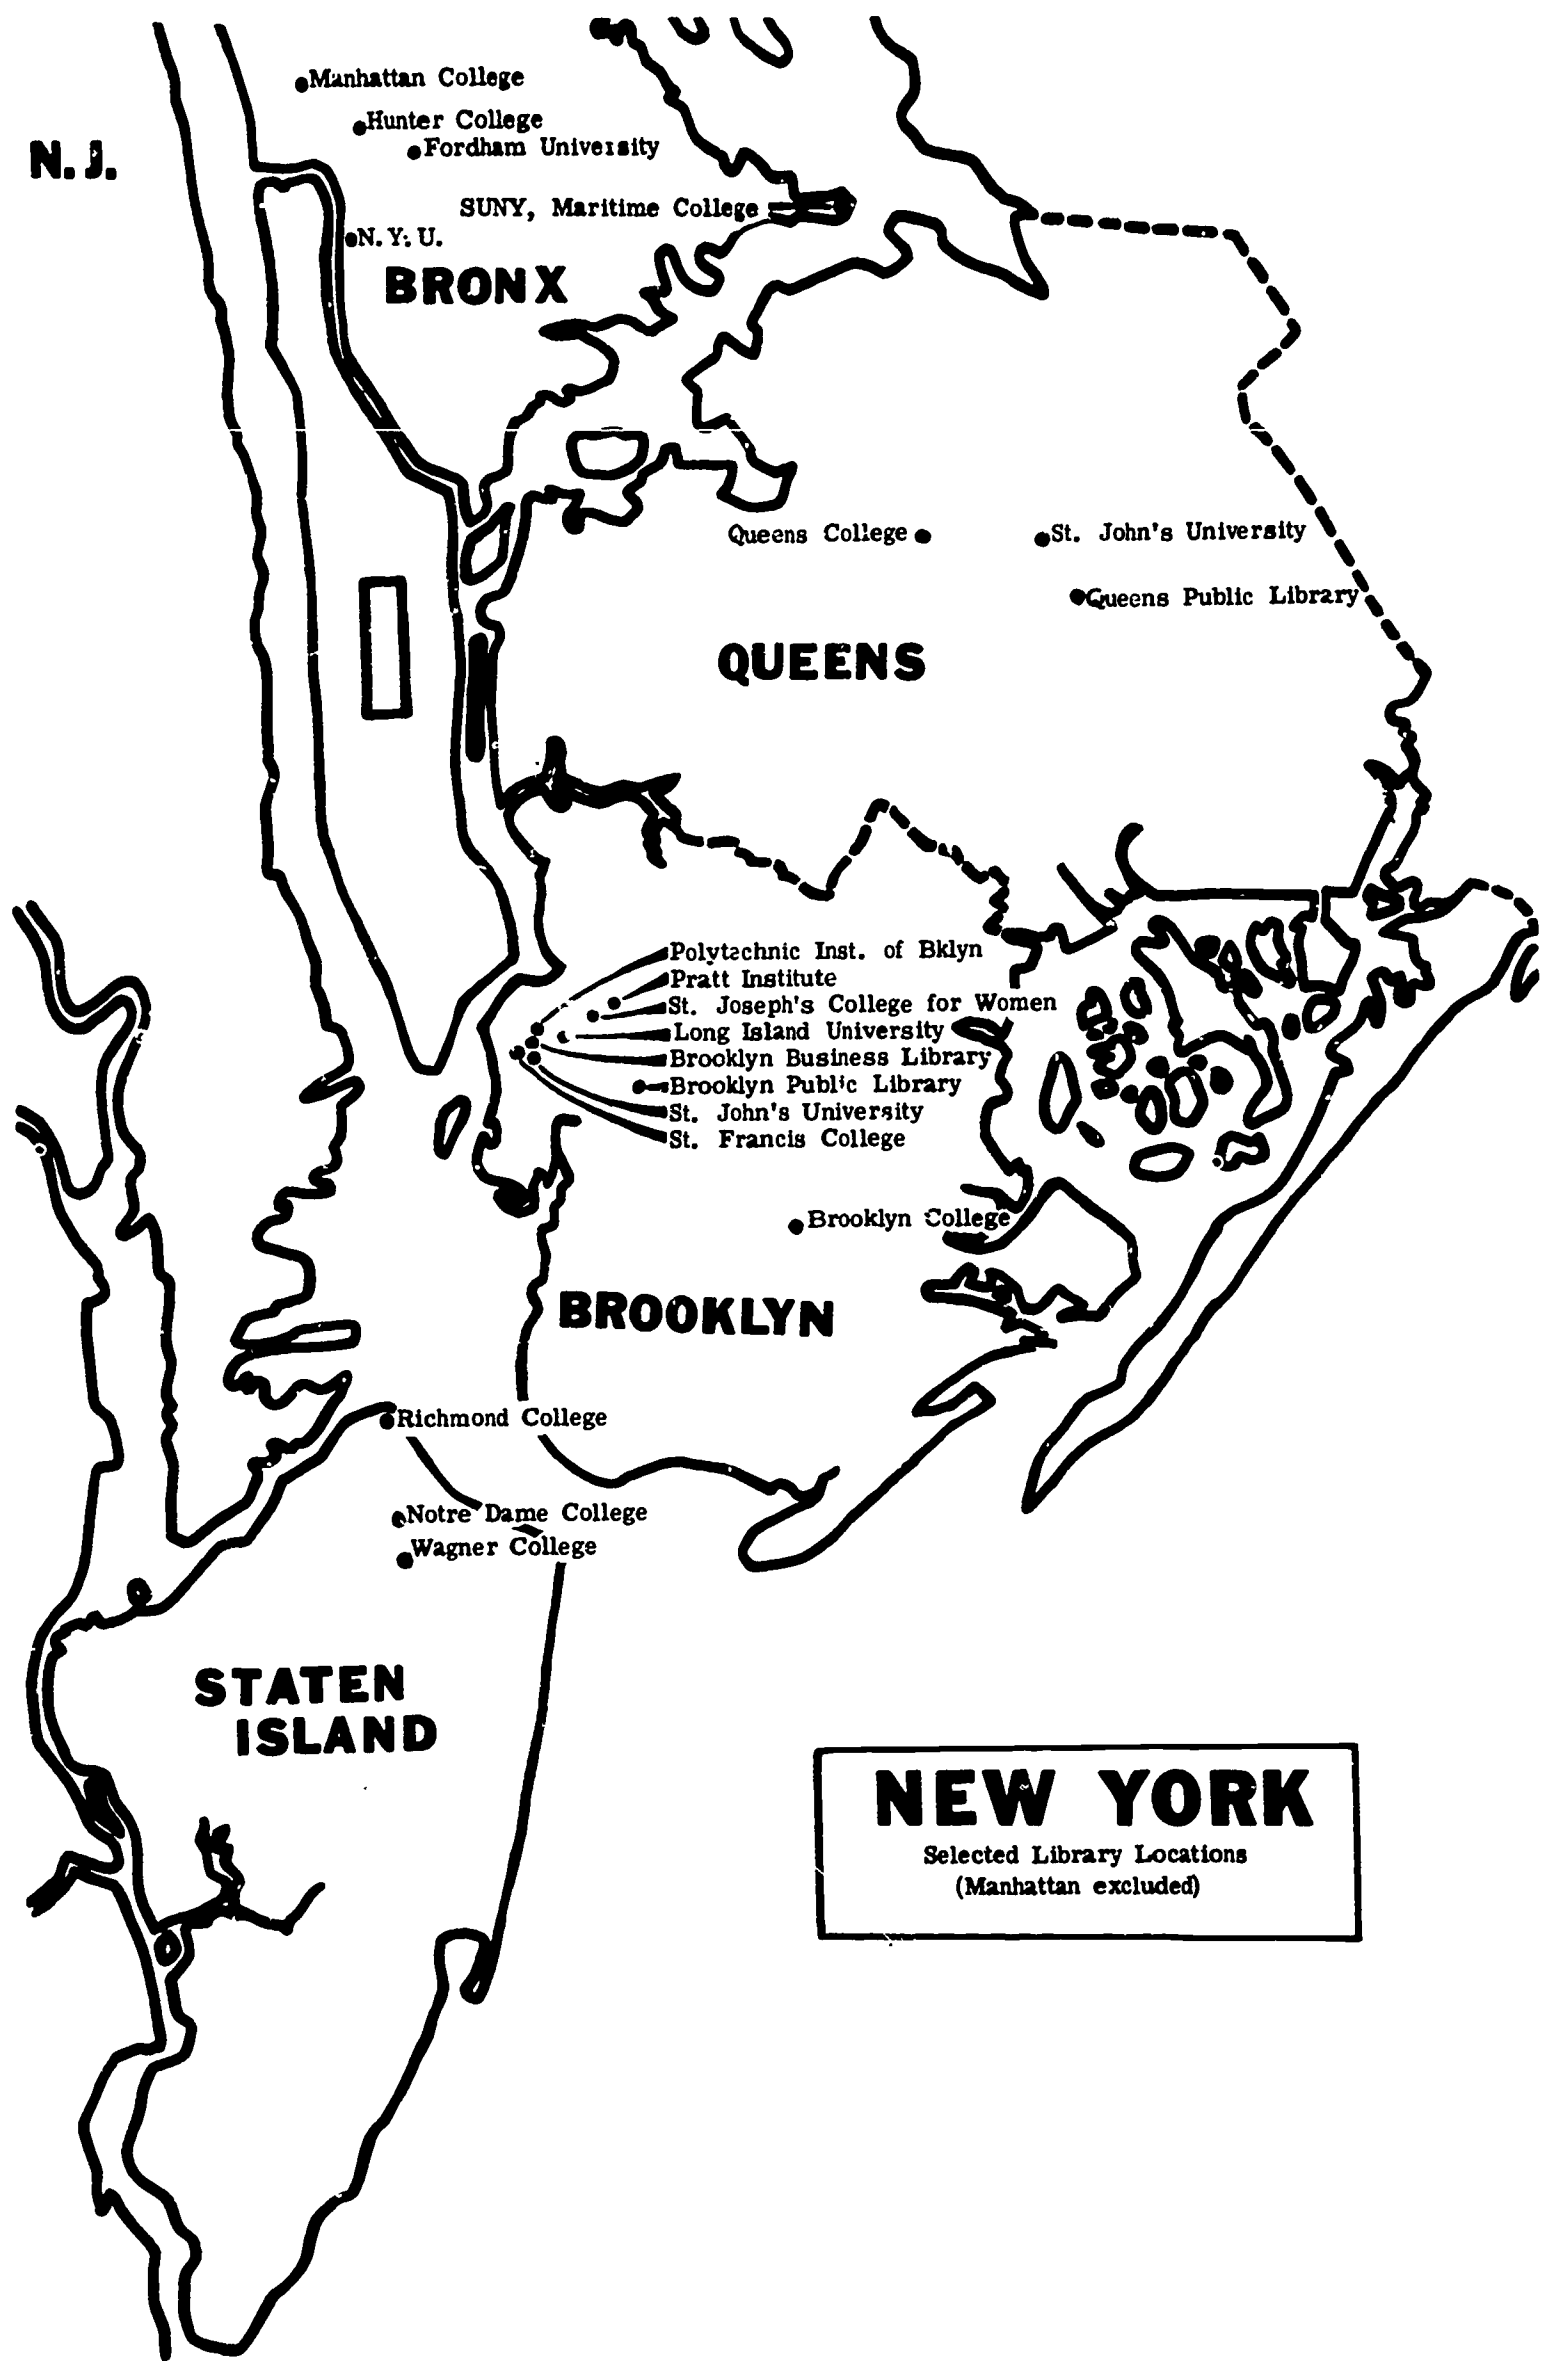 Manhattan College
Hunter College
N.J.
Fordham University
SUNY, Maritime College
N.Y.U.
BRONX
Queens College
St. John's University
Queens Public Library
QUEENS
Polytechnic Inst. of Bklyn
Pratt Institute
St. Joseph's College for Women
Long Island University
Brooklyn Business Library
Brooklyn Public Library
St. John's University
St. Francis College
Brooklyn College
BROOKLYN
Richmond College
Notre Dame College
Wagner College
STATEN
ISLAND
NEW YORK
Selected Library Locations
(Manhattan excluded)